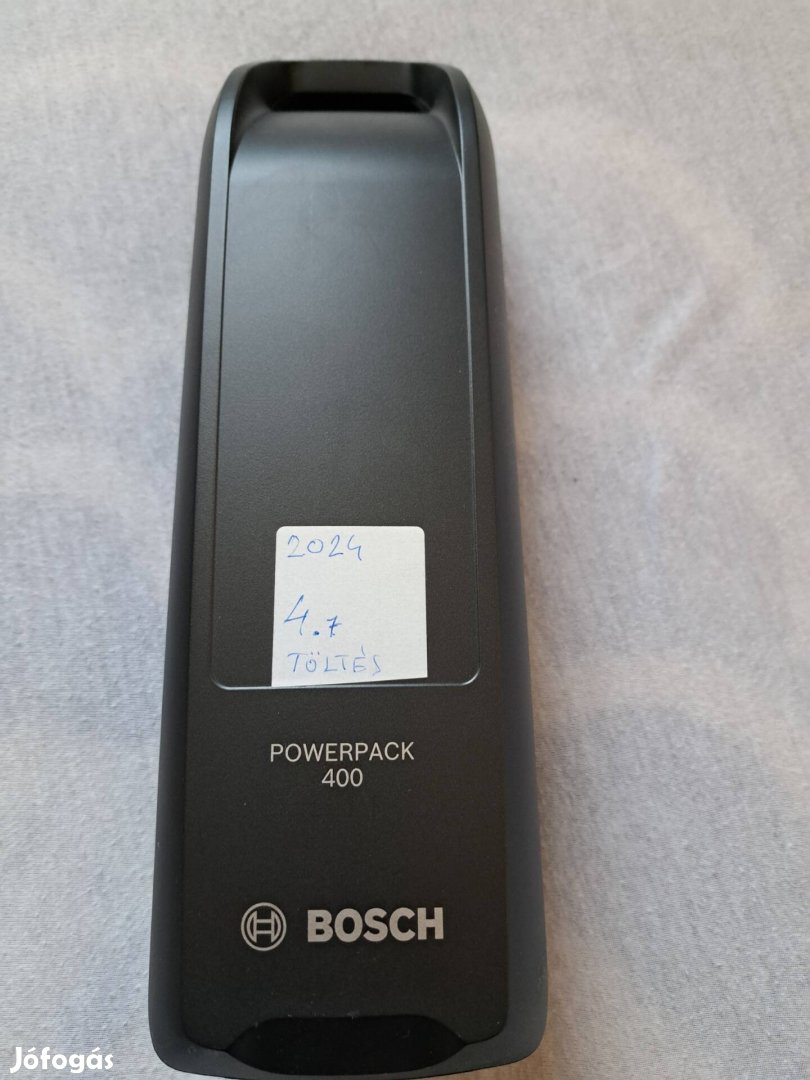 2024
4.7
TÖLTÉS
POWERPACK
400
BOSCH
Jófogás